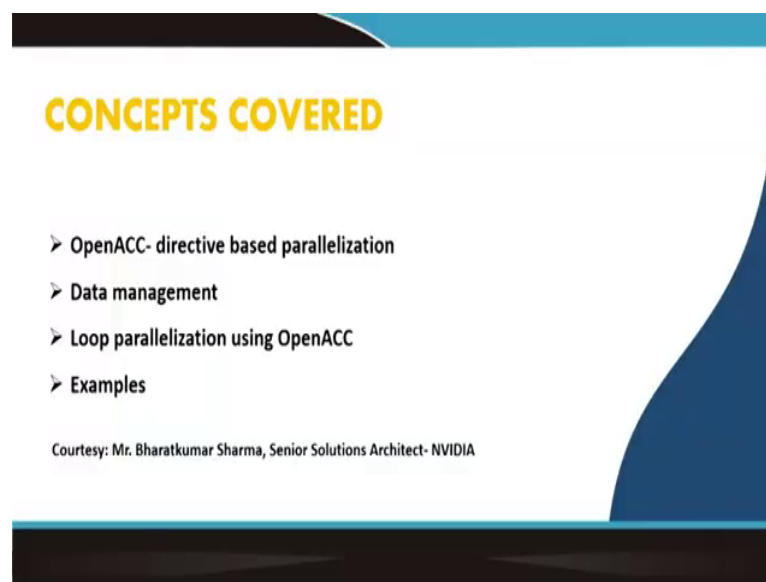 CONCEPTS COVERED
➢ OpenACC- directive based parallelization
➢ Data management
➢ Loop parallelization using OpenACC
➢ Examples
Courtesy: Mr. Bharatkumar Sharma, Senior Solutions Architect- NVIDIA